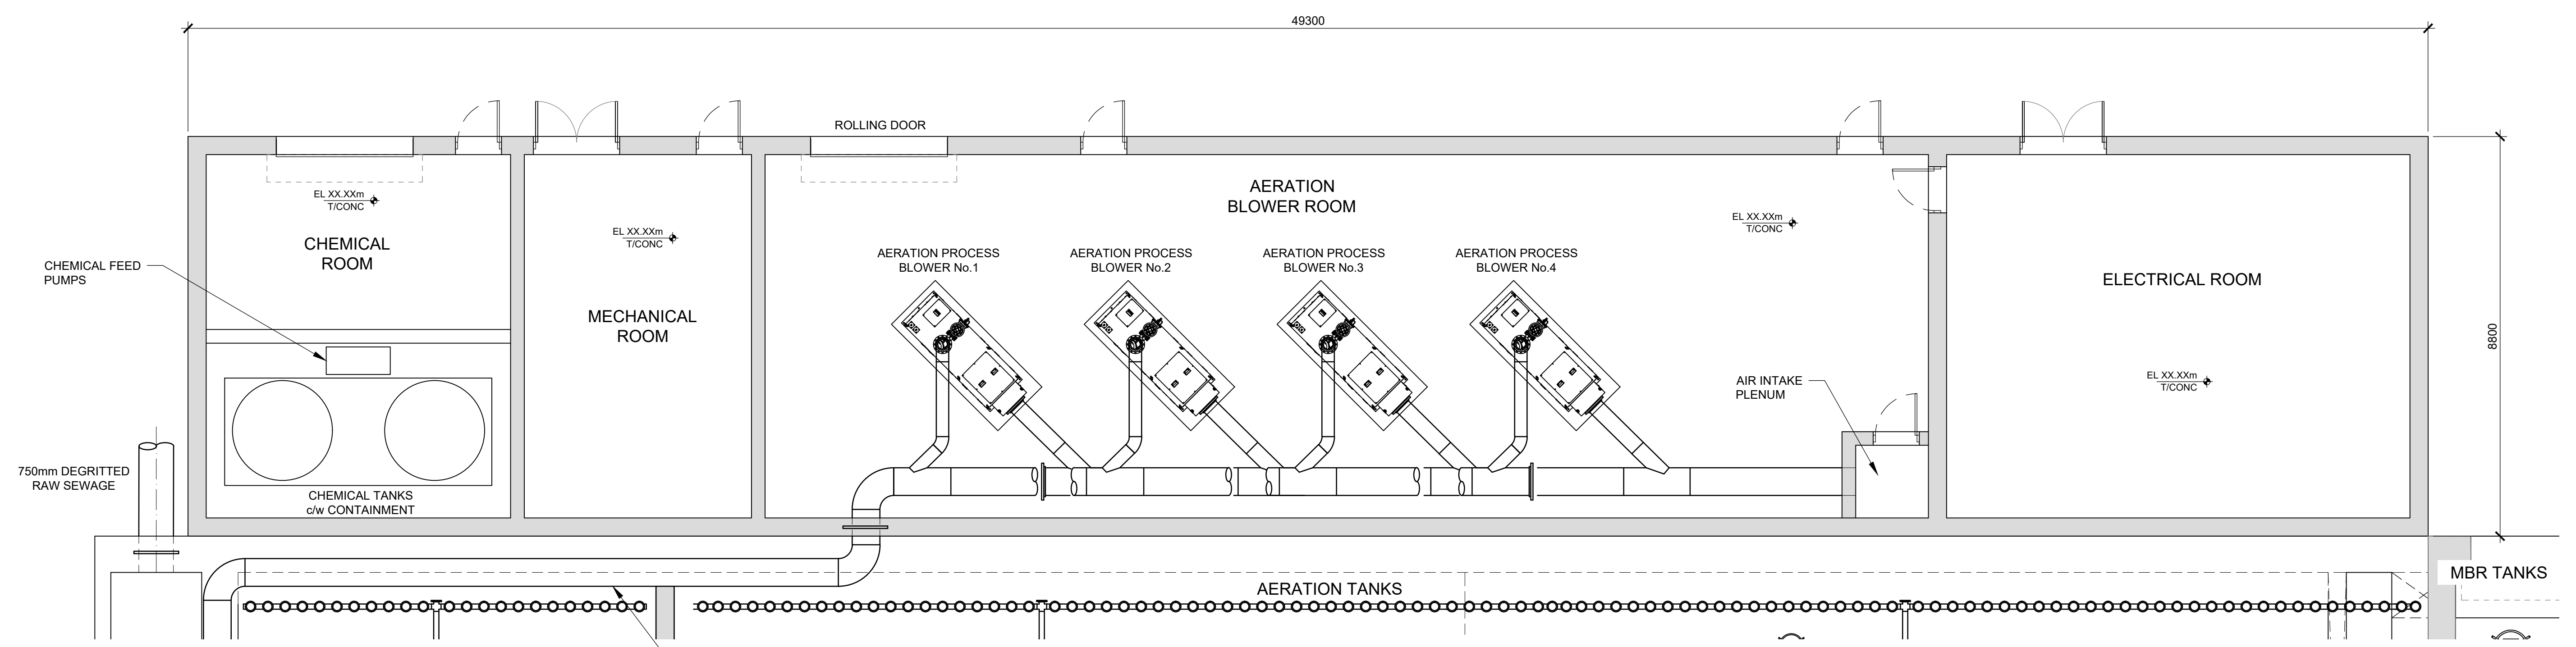 49300
ROLLING DOOR
EL XX.XXm
T/CONC
CHEMICAL
ROOM
CHEMICAL FEED
PUMPS
CHEMICAL TANKS
c/w CONTAINMENT
750mm DEGRITTED
RAW SEWAGE
EL XX.XXm
T/CONC
MECHANICAL
ROOM
AERATION
BLOWER ROOM
EL XX.XXm
T/CONC
AERATION PROCESS
BLOWER No.1
AERATION PROCESS
BLOWER No.2
AERATION PROCESS
BLOWER No.3
AERATION PROCESS
BLOWER No.4
AIR INTAKE
PLENUM
ELECTRICAL ROOM
EL XX.XXm
T/CONC
8800
AERATION TANKS
MBR TANKS